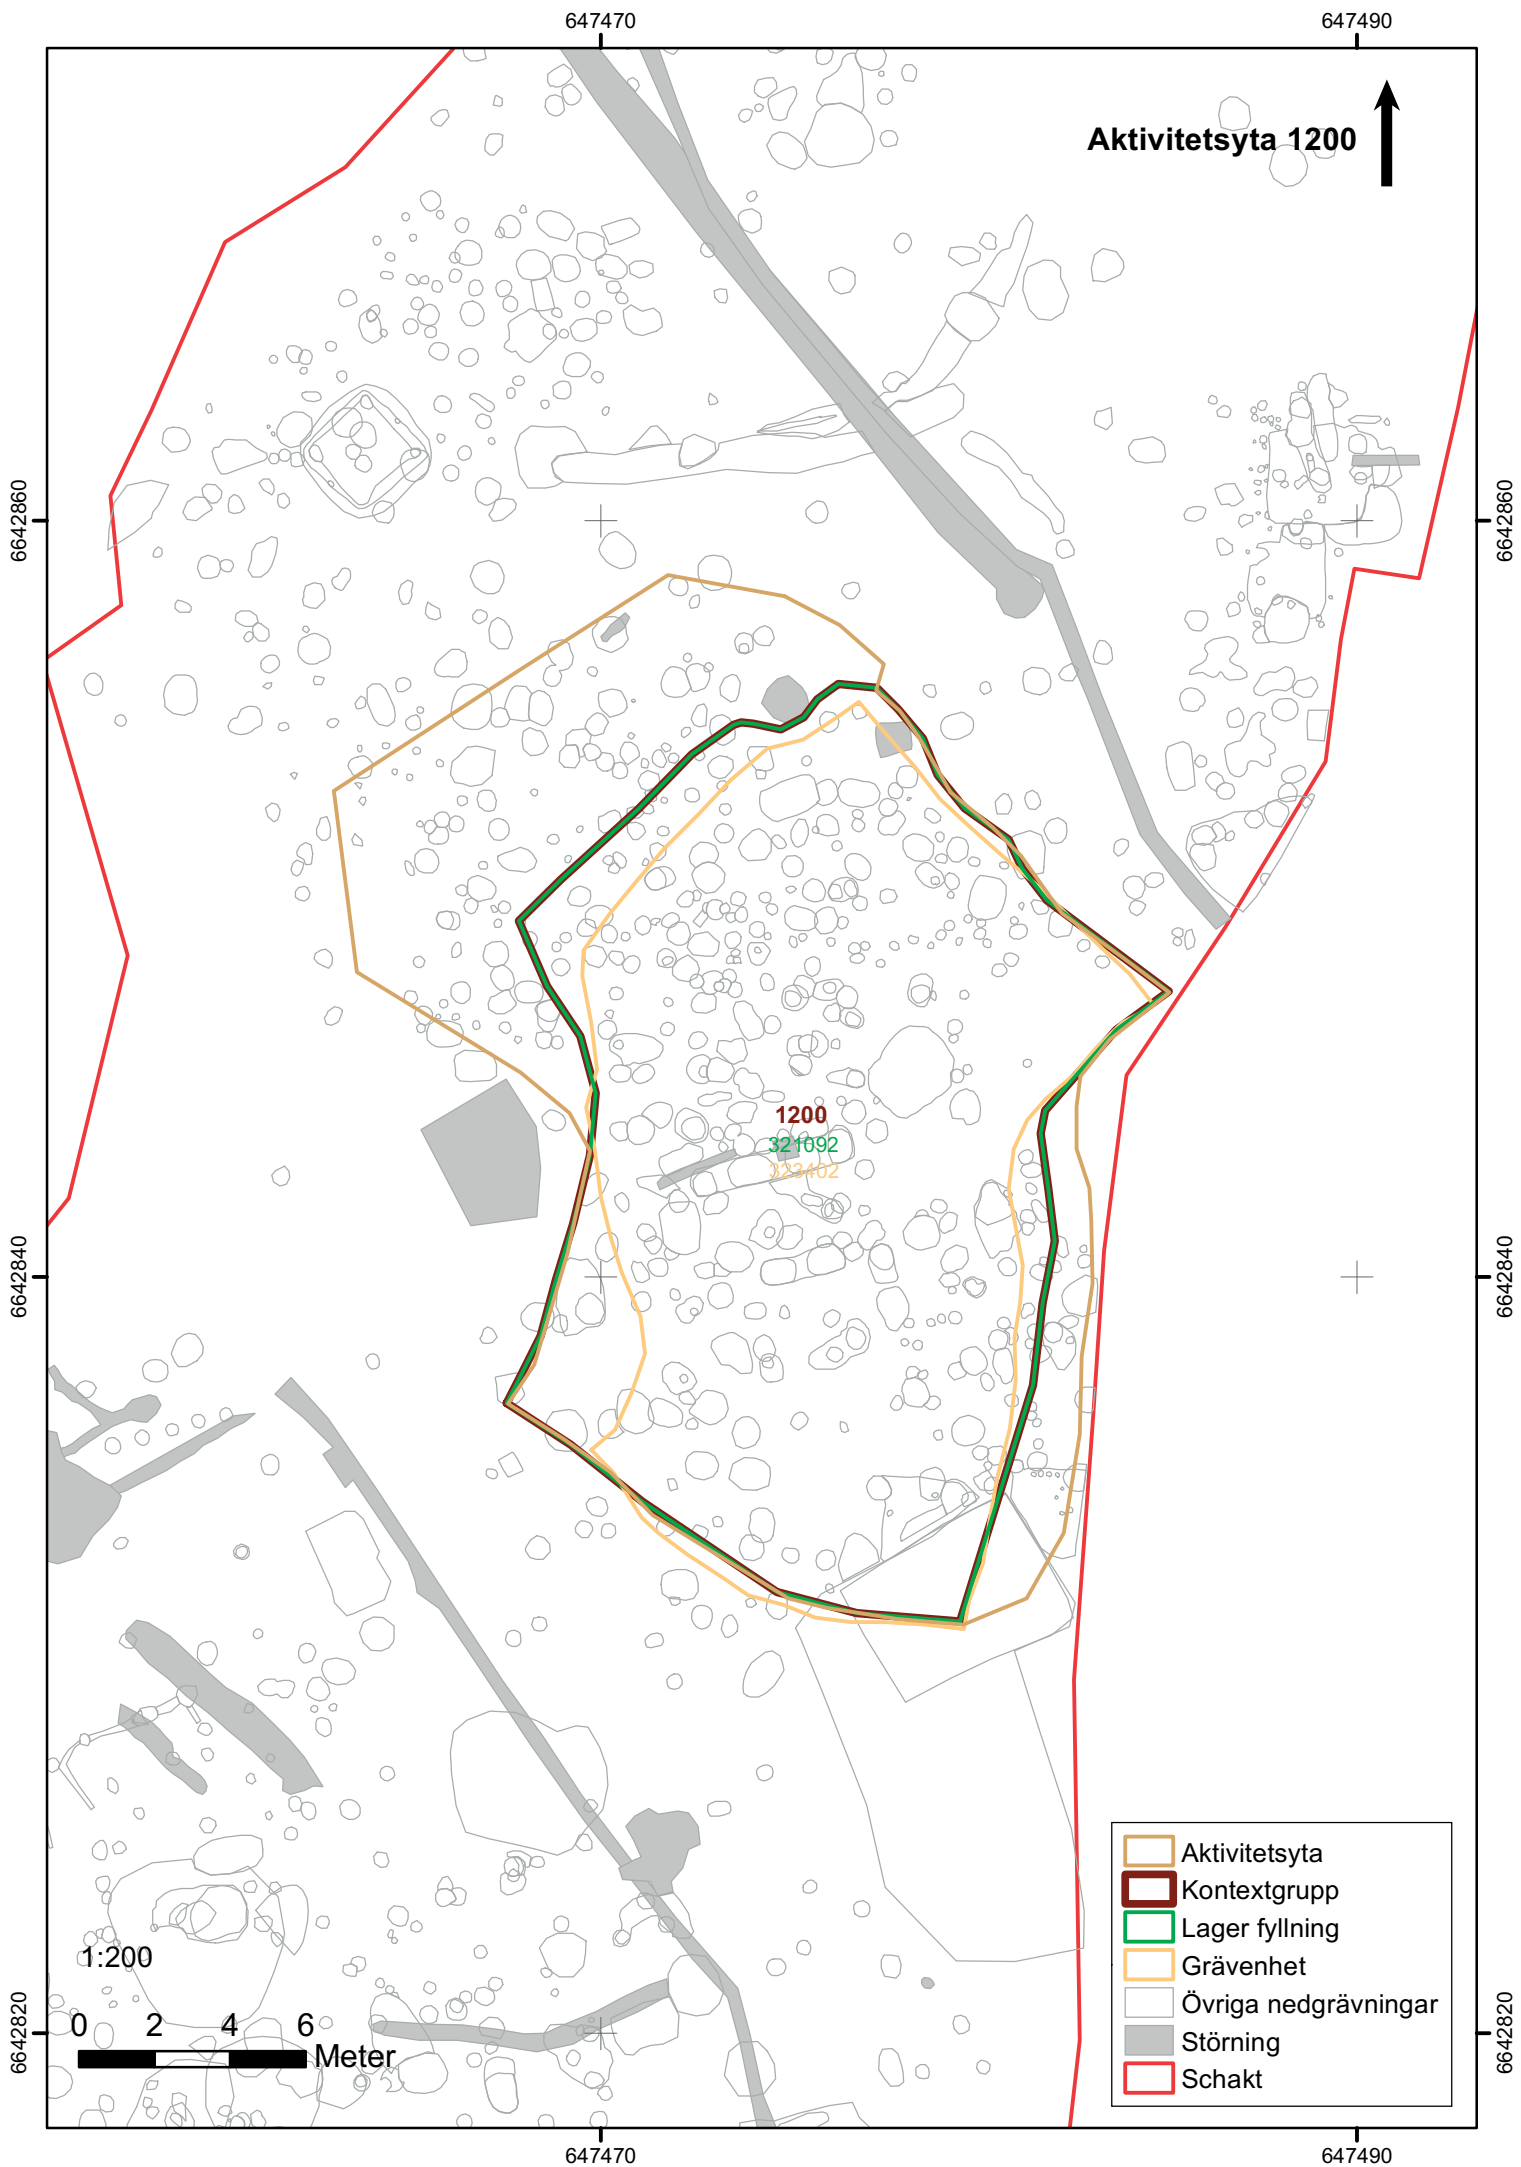 647470
647490
Aktivitetsyta 1200
6642860
6642860
1200
321092
323402
6642840
6642840
Aktivitetsyta
Kontextgrupp
Lager fyllning
Grävenhet
Övriga nedgrävningar
Störning
Schakt
1:200
0 2 4 6
Meter
6642820
6642820
647470
647490